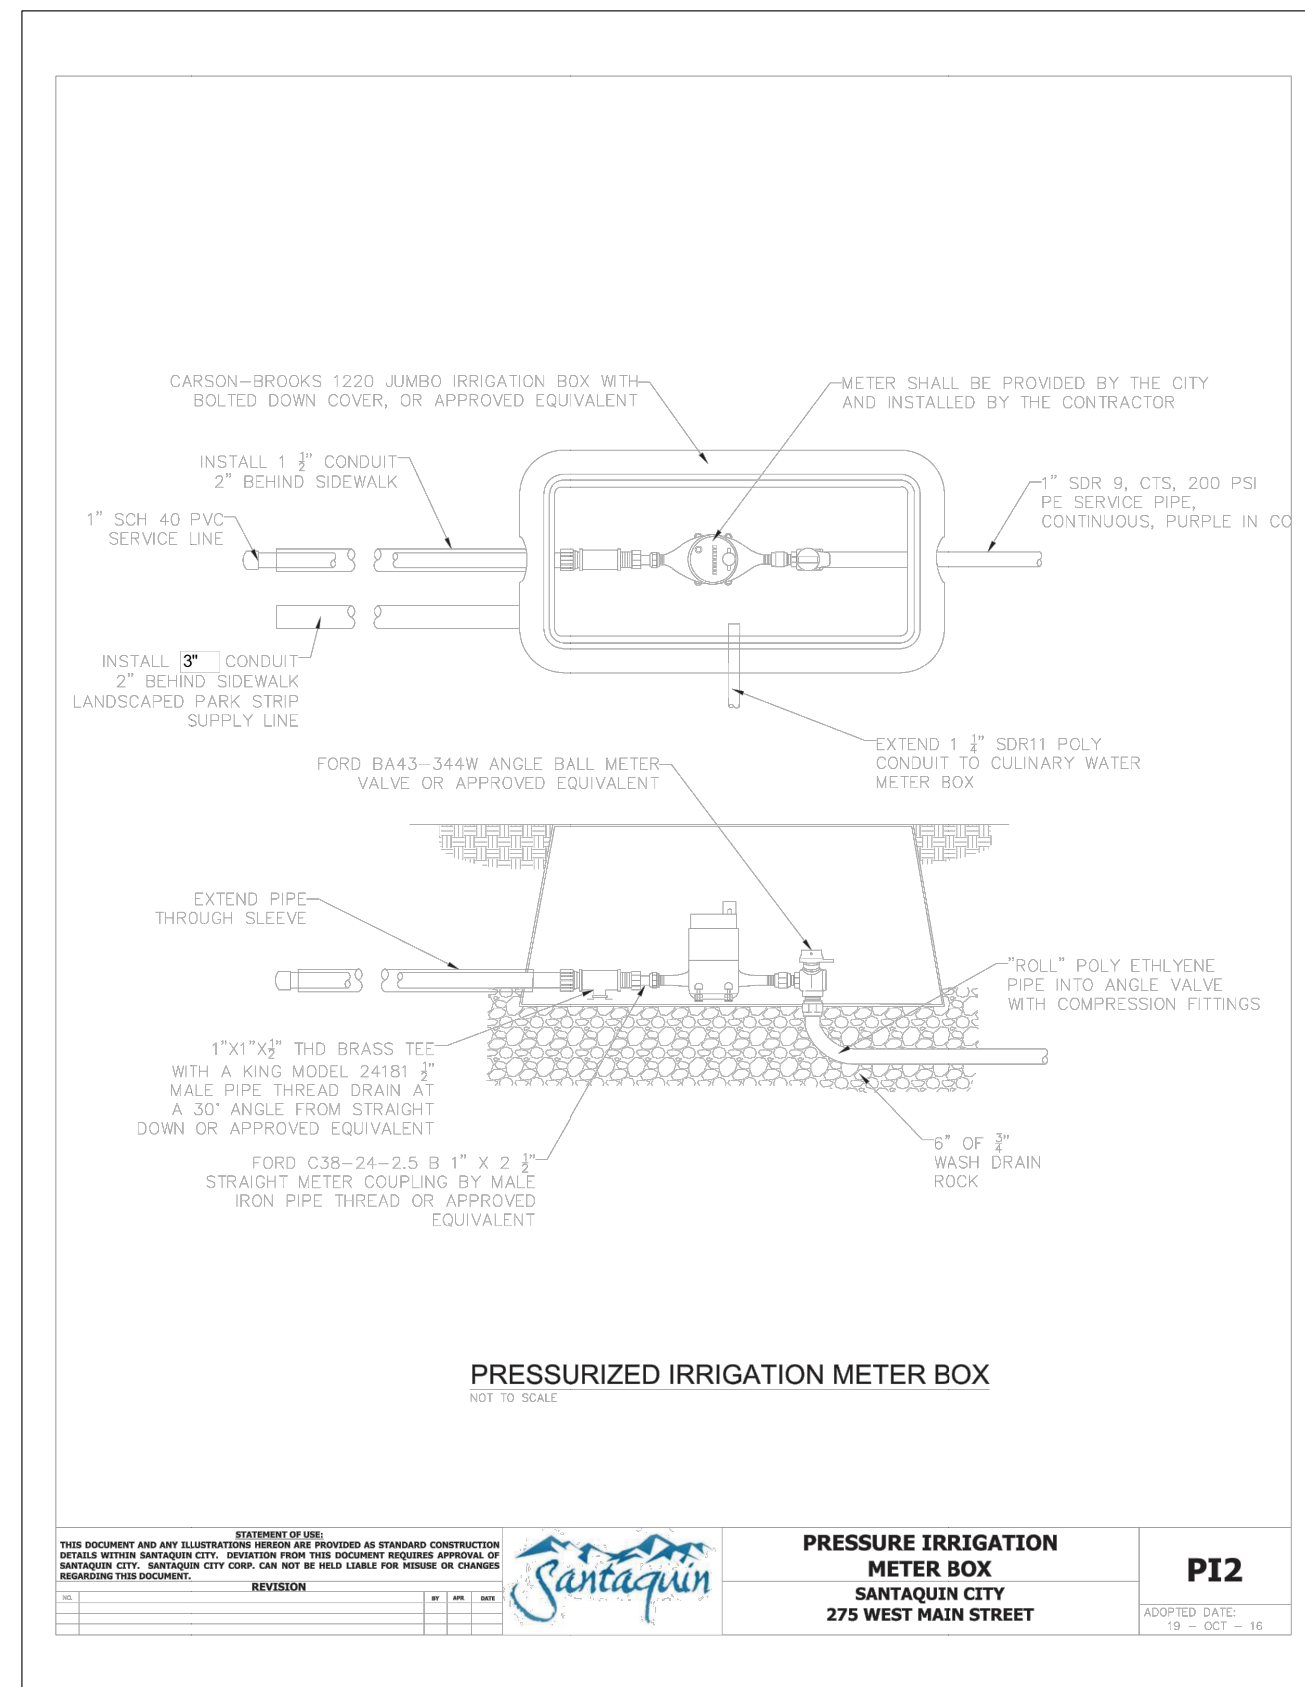 CARSON-BROOKS 1220 JUMBO IRRIGATION BOX WITH
BOLTED DOWN COVER, OR APPROVED EQUIVALENT
METER SHALL BE PROVIDED BY THE CITY
AND INSTALLED BY THE CONTRACTOR
INSTALL 1 1/2" CONDUIT
2" BEHIND SIDEWALK
1" SDR 9, CTS, 200 PSI
PE SERVICE PIPE,
CONTINUOUS, PURPLE IN CO
1" SCH 40 PVC
SERVICE LINE
INSTALL 3" CONDUIT
2" BEHIND SIDEWALK
LANDSCAPED PARK STRIP
SUPPLY LINE
EXTEND 1 1/4" SDR11 POLY
CONDUIT TO CULINARY WATER
METER BOX
FORD BA43-344W ANGLE BALL METER
VALVE OR APPROVED EQUIVALENT
EXTEND PIPE
THROUGH SLEEVE
"ROLL" POLY ETHLYENE
PIPE INTO ANGLE VALVE
WITH COMPRESSION FITTINGS
1"X1"X1/2" THD BRASS TEE
WITH A KING MODEL 24181 1/2"
MALE PIPE THREAD DRAIN AT
A 30° ANGLE FROM STRAIGHT
DOWN OR APPROVED EQUIVALENT
6" OF 3/4"
WASH DRAIN
ROCK
FORD C38-24-2.5 B 1" X 2 1/2"
STRAIGHT METER COUPLING BY MALE
IRON PIPE THREAD OR APPROVED
EQUIVALENT
PRESSURIZED IRRIGATION METER BOX
NOT TO SCALE
STATEMENT OF USE:
THIS DOCUMENT AND ANY ILLUSTRATIONS HEREON ARE PROVIDED AS STANDARD CONSTRUCTION
DETAILS WITHIN SANTAQUIN CITY. DEVIATION FROM THIS DOCUMENT REQUIRES APPROVAL OF
SANTAQUIN CITY. SANTAQUIN CITY CORP. CAN NOT BE HELD LIABLE FOR MISUSE OR CHANGES
REGARDING THIS DOCUMENT.
REVISION
NO. BY APR. DATE
Santaquin
PRESSURE IRRIGATION
METER BOX
SANTAQUIN CITY
275 WEST MAIN STREET
PI2
ADOPTED DATE:
19 - OCT - 16